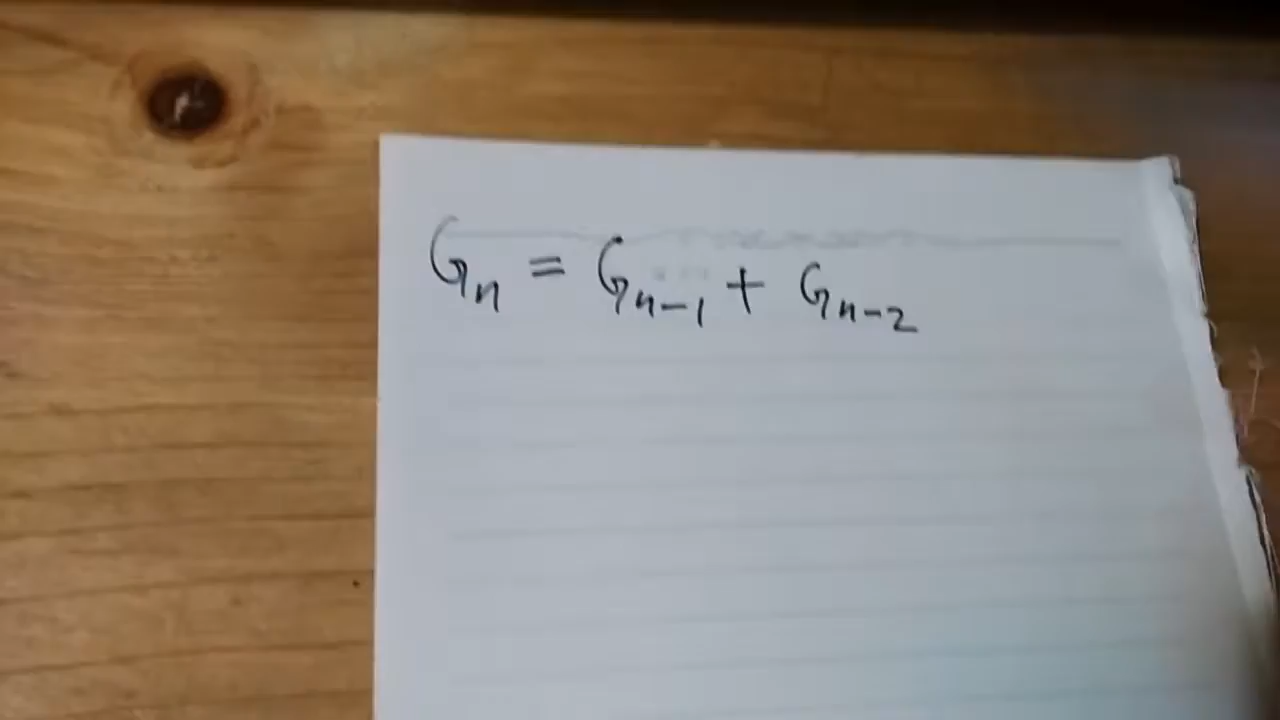 Gₙ = Gₙ₋₁ + Gₙ₋₂